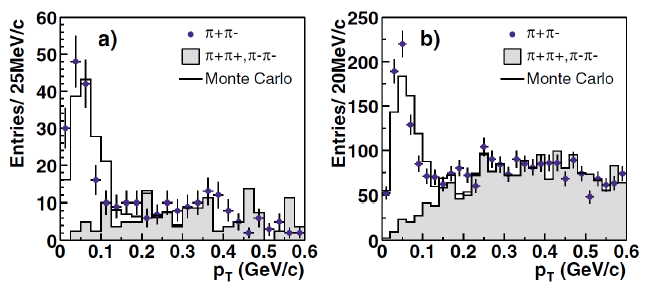 Entries/ 25MeV/c
60
50
40
30
20
10
0
a)
π+π-
π+π+,π-π-
Monte Carlo
0 0.1 0.2 0.3 0.4 0.5 0.6
pT (GeV/c)
Entries/ 20MeV/c
250
200
150
100
50
0
b)
π+π-
π+π+,π-π-
Monte Carlo
0 0.1 0.2 0.3 0.4 0.5 0.6
pT (GeV/c)